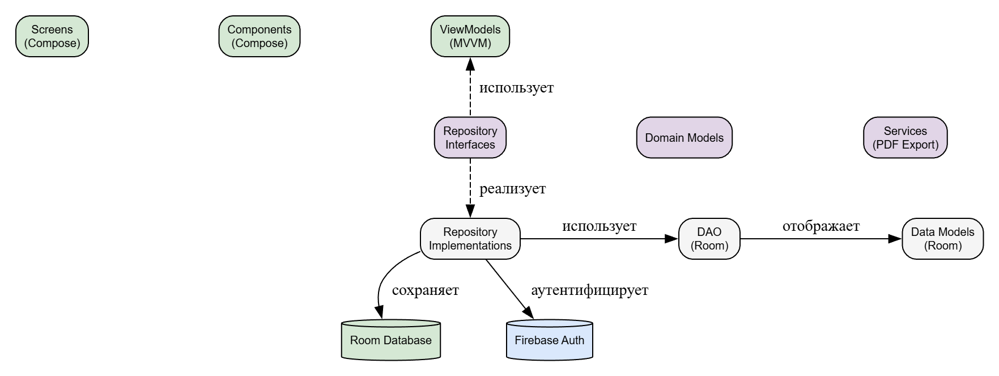 Screens
(Compose)
Components
(Compose)
ViewModels
(MVVM)
использует
Repository
Interfaces
Domain Models
Services
(PDF Export)
реализует
Repository
Implementations
использует
DAO
(Room)
отображает
Data Models
(Room)
сохраняет
аутентифицирует
Room Database
Firebase Auth